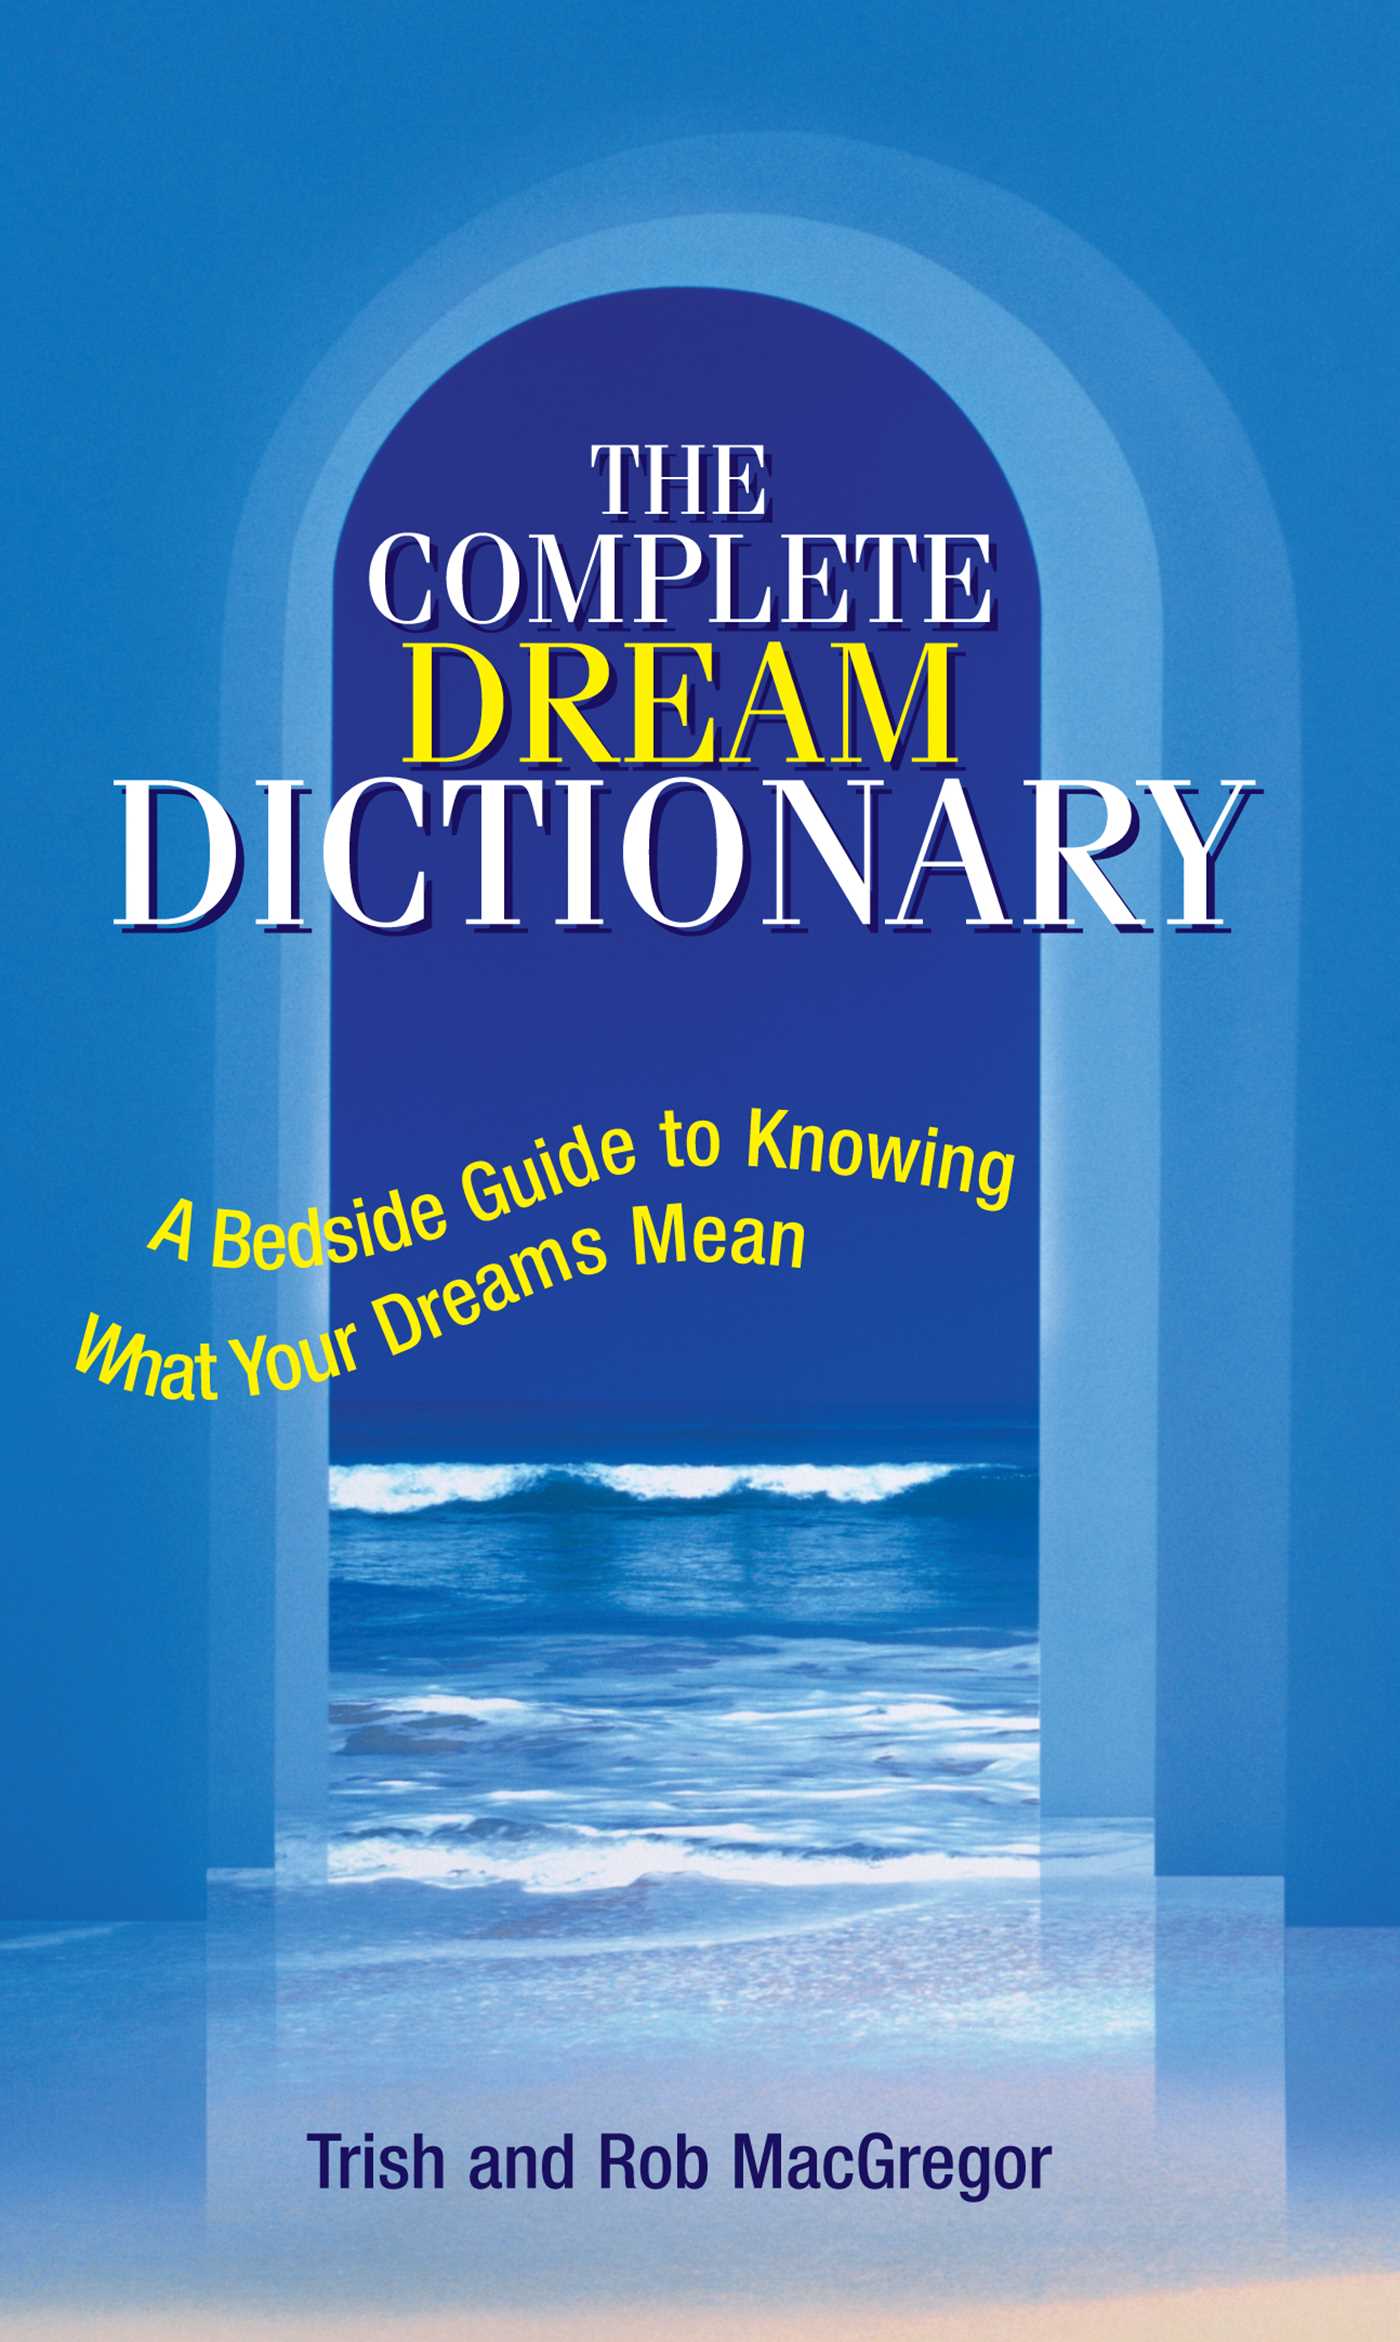 THE
COMPLETE
DREAM
DICTIONARY
A Bedside Guide to Knowing
What Your Dreams Mean
Trish and Rob MacGregor